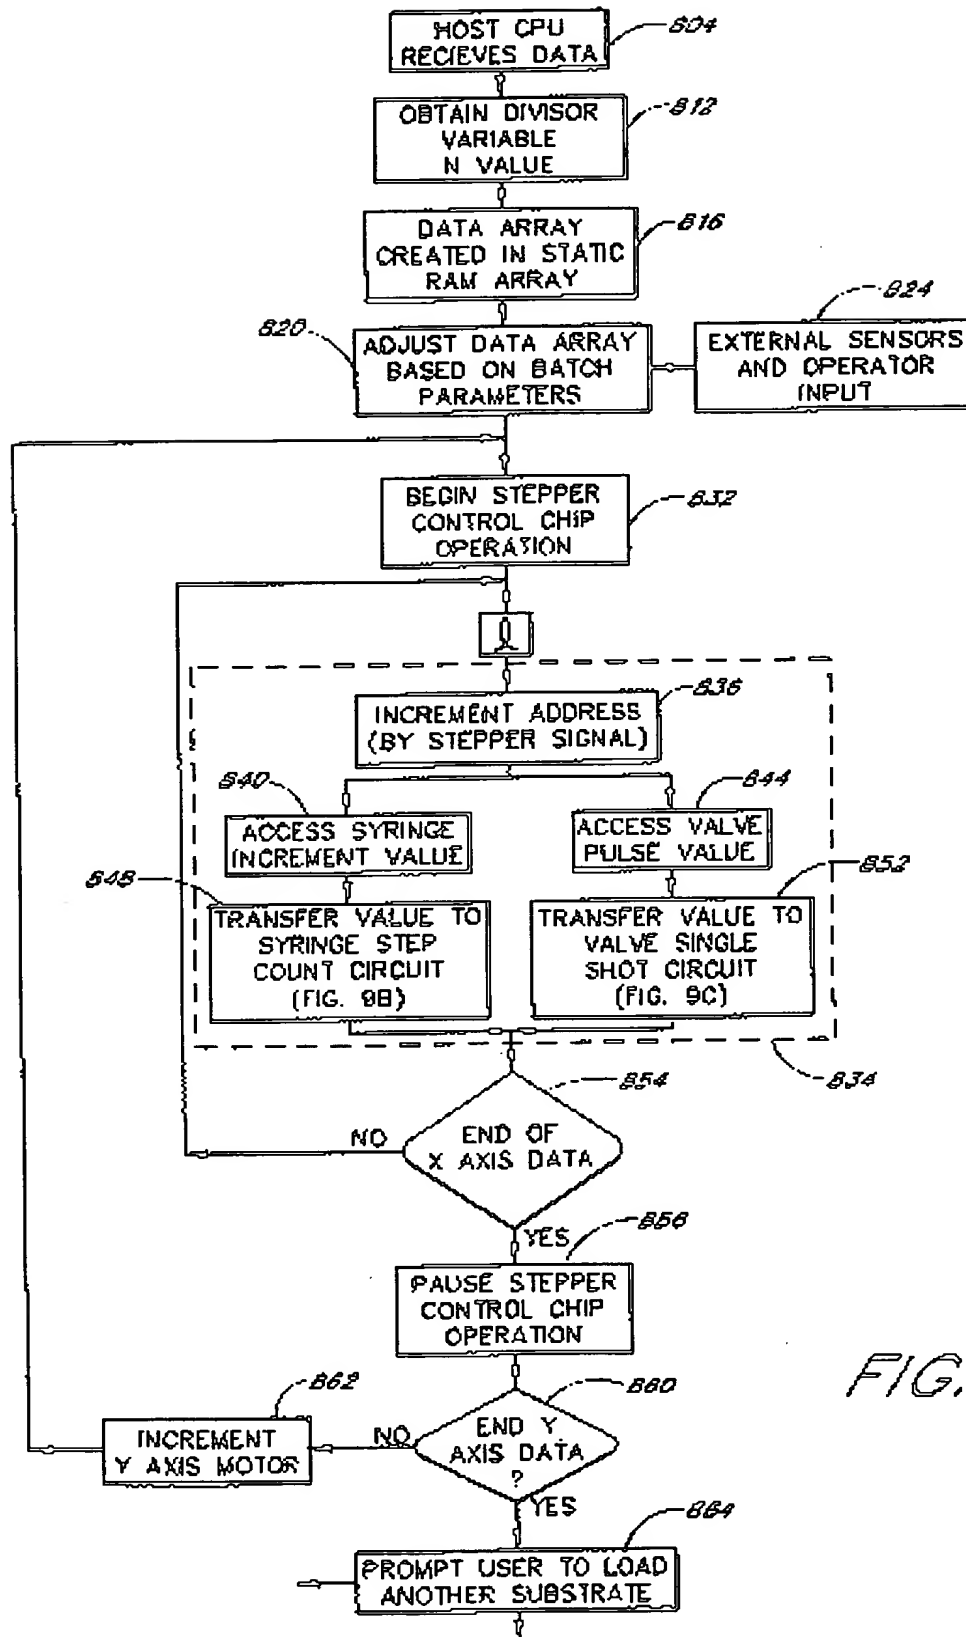 HOST CPU
RECIEVES DATA
804
OBTAIN DIVISOR
VARIABLE
N VALUE
812
DATA ARRAY
CREATED IN STATIC
RAM ARRAY
816
820
ADJUST DATA ARRAY
BASED ON BATCH
PARAMETERS
824
EXTERNAL SENSORS
AND OPERATOR
INPUT
BEGIN STEPPER
CONTROL CHIP
OPERATION
832
836
INCREMENT ADDRESS
(BY STEPPER SIGNAL)
840
844
ACCESS SYRINGE
INCREMENT VALUE
ACCESS VALVE
PULSE VALUE
848
852
TRANSFER VALUE TO
SYRINGE STEP
COUNT CIRCUIT
(FIG. 9B)
TRANSFER VALUE TO
VALVE SINGLE
SHOT CIRCUIT
(FIG. 9C)
834
854
NO
END OF
X AXIS DATA
YES
856
PAUSE STEPPER
CONTROL CHIP
OPERATION
FIG.
862
860
INCREMENT
Y AXIS MOTOR
NO
END Y
AXIS DATA
?
YES
864
PROMPT USER TO LOAD
ANOTHER SUBSTRATE